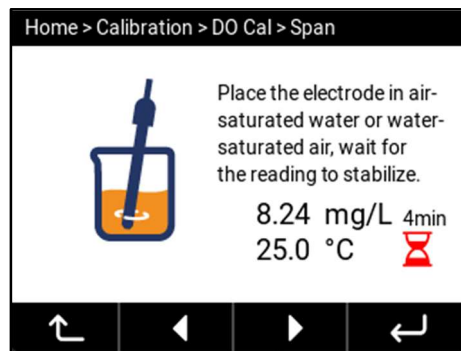 Home > Calibration > DO Cal > Span
Place the electrode in air-
saturated water or water-
saturated air, wait for
the reading to stabilize.
8.24 mg/L 4min
25.0 °C